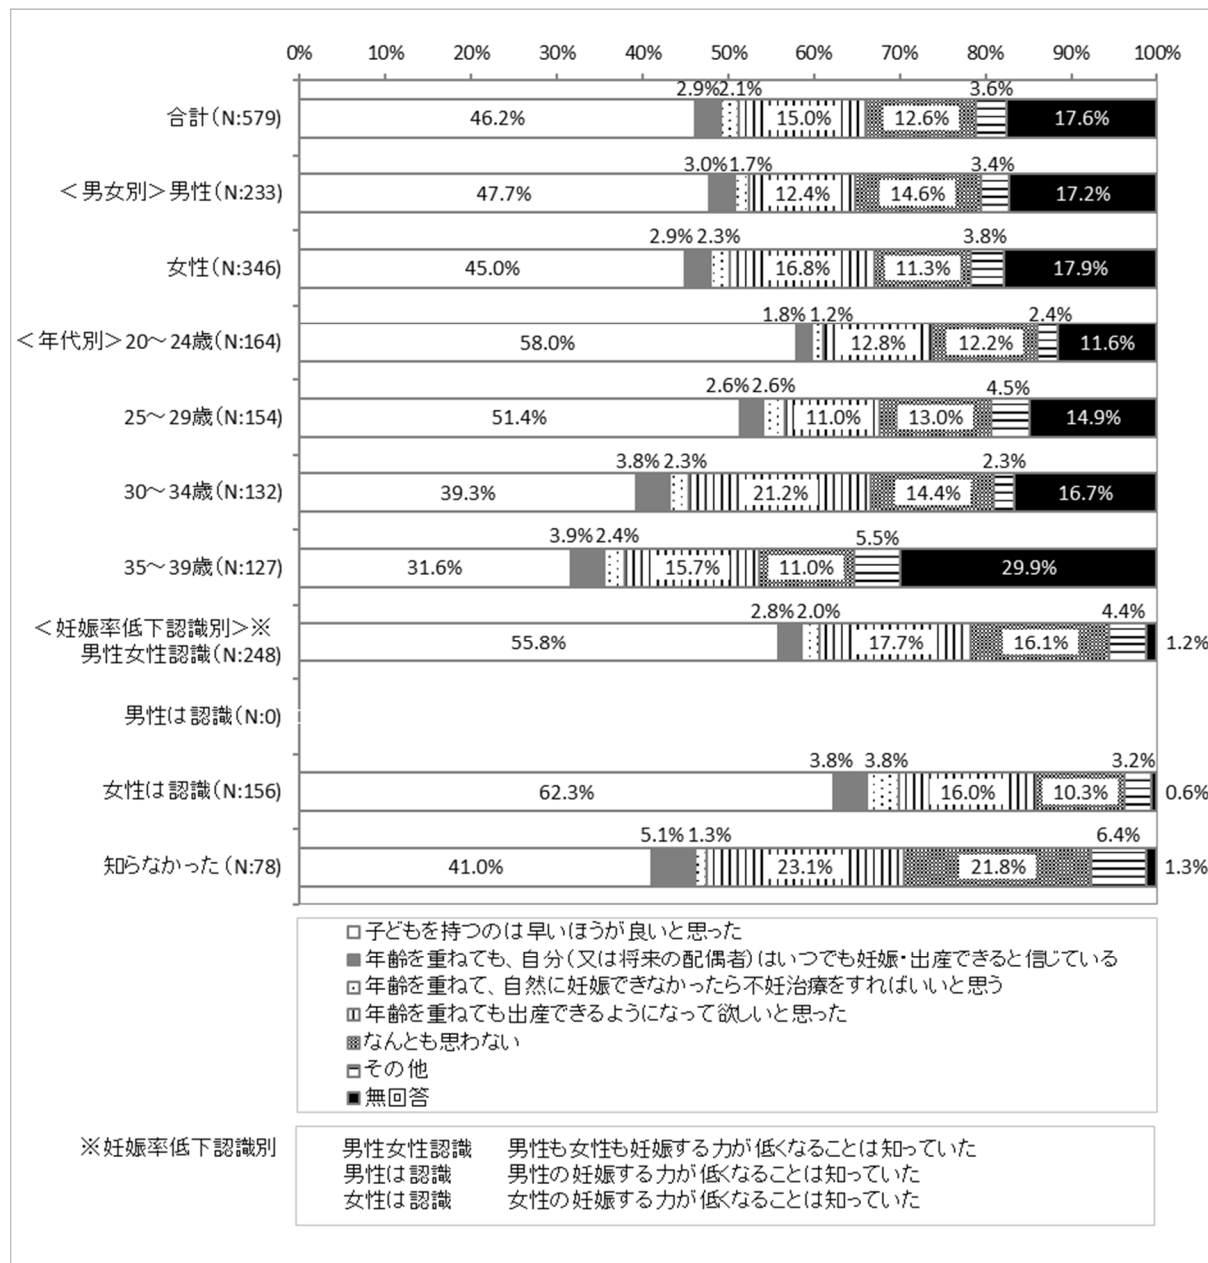 0% 10% 20% 30% 40% 50% 60% 70% 80% 90% 100%
2.9% 2.1% 3.6%
合計(N:579) 46.2% 15.0% 12.6% 17.6%
3.0% 1.7% 3.4%
＜男女別＞男性(N:233) 47.7% 12.4% 14.6% 17.2%
2.9% 2.3% 3.8%
女性(N:346) 45.0% 16.8% 11.3% 17.9%
1.8% 1.2% 2.4%
＜年代別＞20～24歳(N:164) 58.0% 12.8% 12.2% 11.6%
2.6% 2.6% 4.5%
25～29歳(N:154) 51.4% 11.0% 13.0% 14.9%
3.8% 2.3% 2.3%
30～34歳(N:132) 39.3% 21.2% 14.4% 16.7%
3.9% 2.4% 5.5%
35～39歳(N:127) 31.6% 15.7% 11.0% 29.9%
2.8% 2.0% 4.4%
＜妊娠率低下認識別＞※
男性女性認識(N:248) 55.8% 17.7% 16.1% 1.2%
男性は認識(N:0)
3.8% 3.8% 3.2%
女性は認識(N:156) 62.3% 16.0% 10.3% 0.6%
5.1% 1.3% 6.4%
知らなかった(N:78) 41.0% 23.1% 21.8% 1.3%
子どもを持つのは早いほうが良いと思った
年齢を重ねても、自分(又は将来の配偶者)はいつでも妊娠・出産できると信じている
年齢を重ねて、自然に妊娠できなかったら不妊治療をすればいいと思う
年齢を重ねても出産できるようになって欲しいと思った
なんとも思わない
その他
無回答
※妊娠率低下認識別 男性女性認識 男性も女性も妊娠する力が低くなることは知っていた
男性は認識 男性の妊娠する力が低くなることは知っていた
女性は認識 女性の妊娠する力が低くなることは知っていた